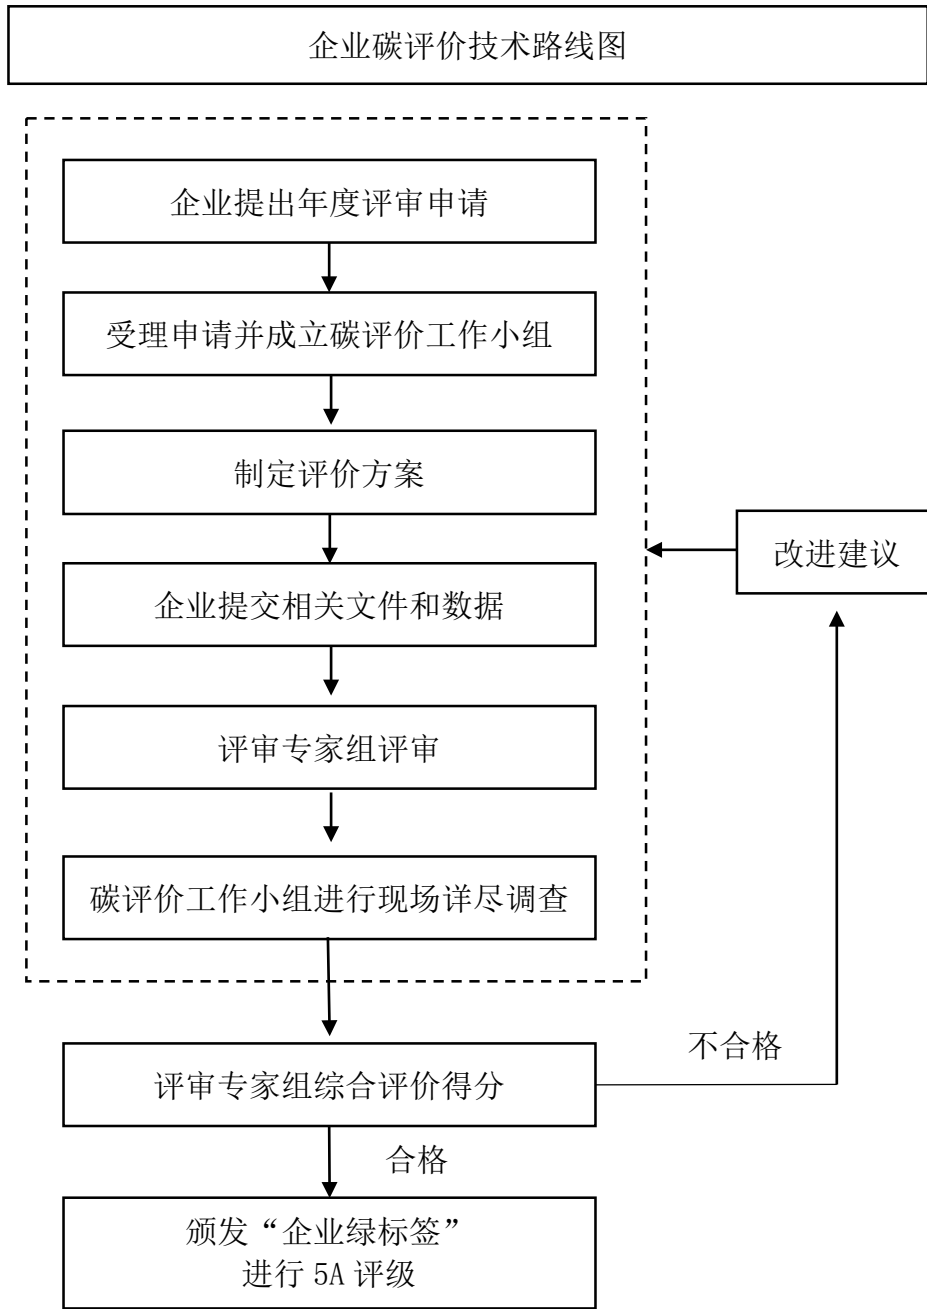 企业碳评价技术路线图
企业提出年度评审申请
受理申请并成立碳评价工作小组
制定评价方案
改进建议
企业提交相关文件和数据
评审专家组评审
碳评价工作小组进行现场详尽调查
不合格
评审专家组综合评价得分
合格
颁发“企业绿标签”
进行 5A 评级